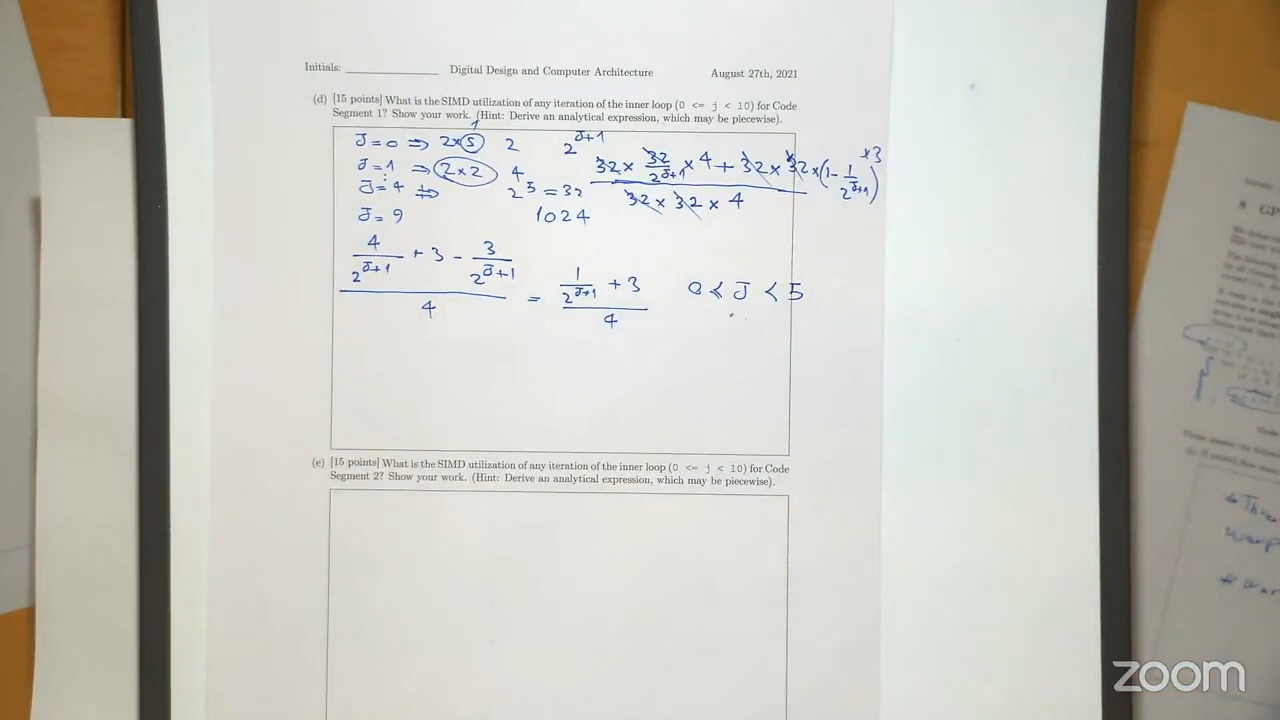 Initials: Digital Design and Computer Architecture August 27th, 2021
(d) [15 points] What is the SIMD utilization of any iteration of the inner loop (0 <= j < 10) for Code
Segment 1? Show your work. (Hint: Derive an analytical expression, which may be piecewise).
J=0 ⇒ 2×5 1 2 2^{J+1}
J=1 ⇒ 2×2 4
J=4 ⇒ 2^5 = 32
J=9 1024
(32 × 32/2^{J+1} × 4 + 32 × 32 × (1 - 1/2^{J+1}) × 3) / (32 × 32 × 4)
(4/2^{J+1} + 3 - 3/2^{J+1}) / 4 = (1/2^{J+1} + 3) / 4 0 ≤ J < 5
(e) [15 points] What is the SIMD utilization of any iteration of the inner loop (0 <= j < 10) for Code
Segment 2? Show your work. (Hint: Derive an analytical expression, which may be piecewise).
8 GP
zoom